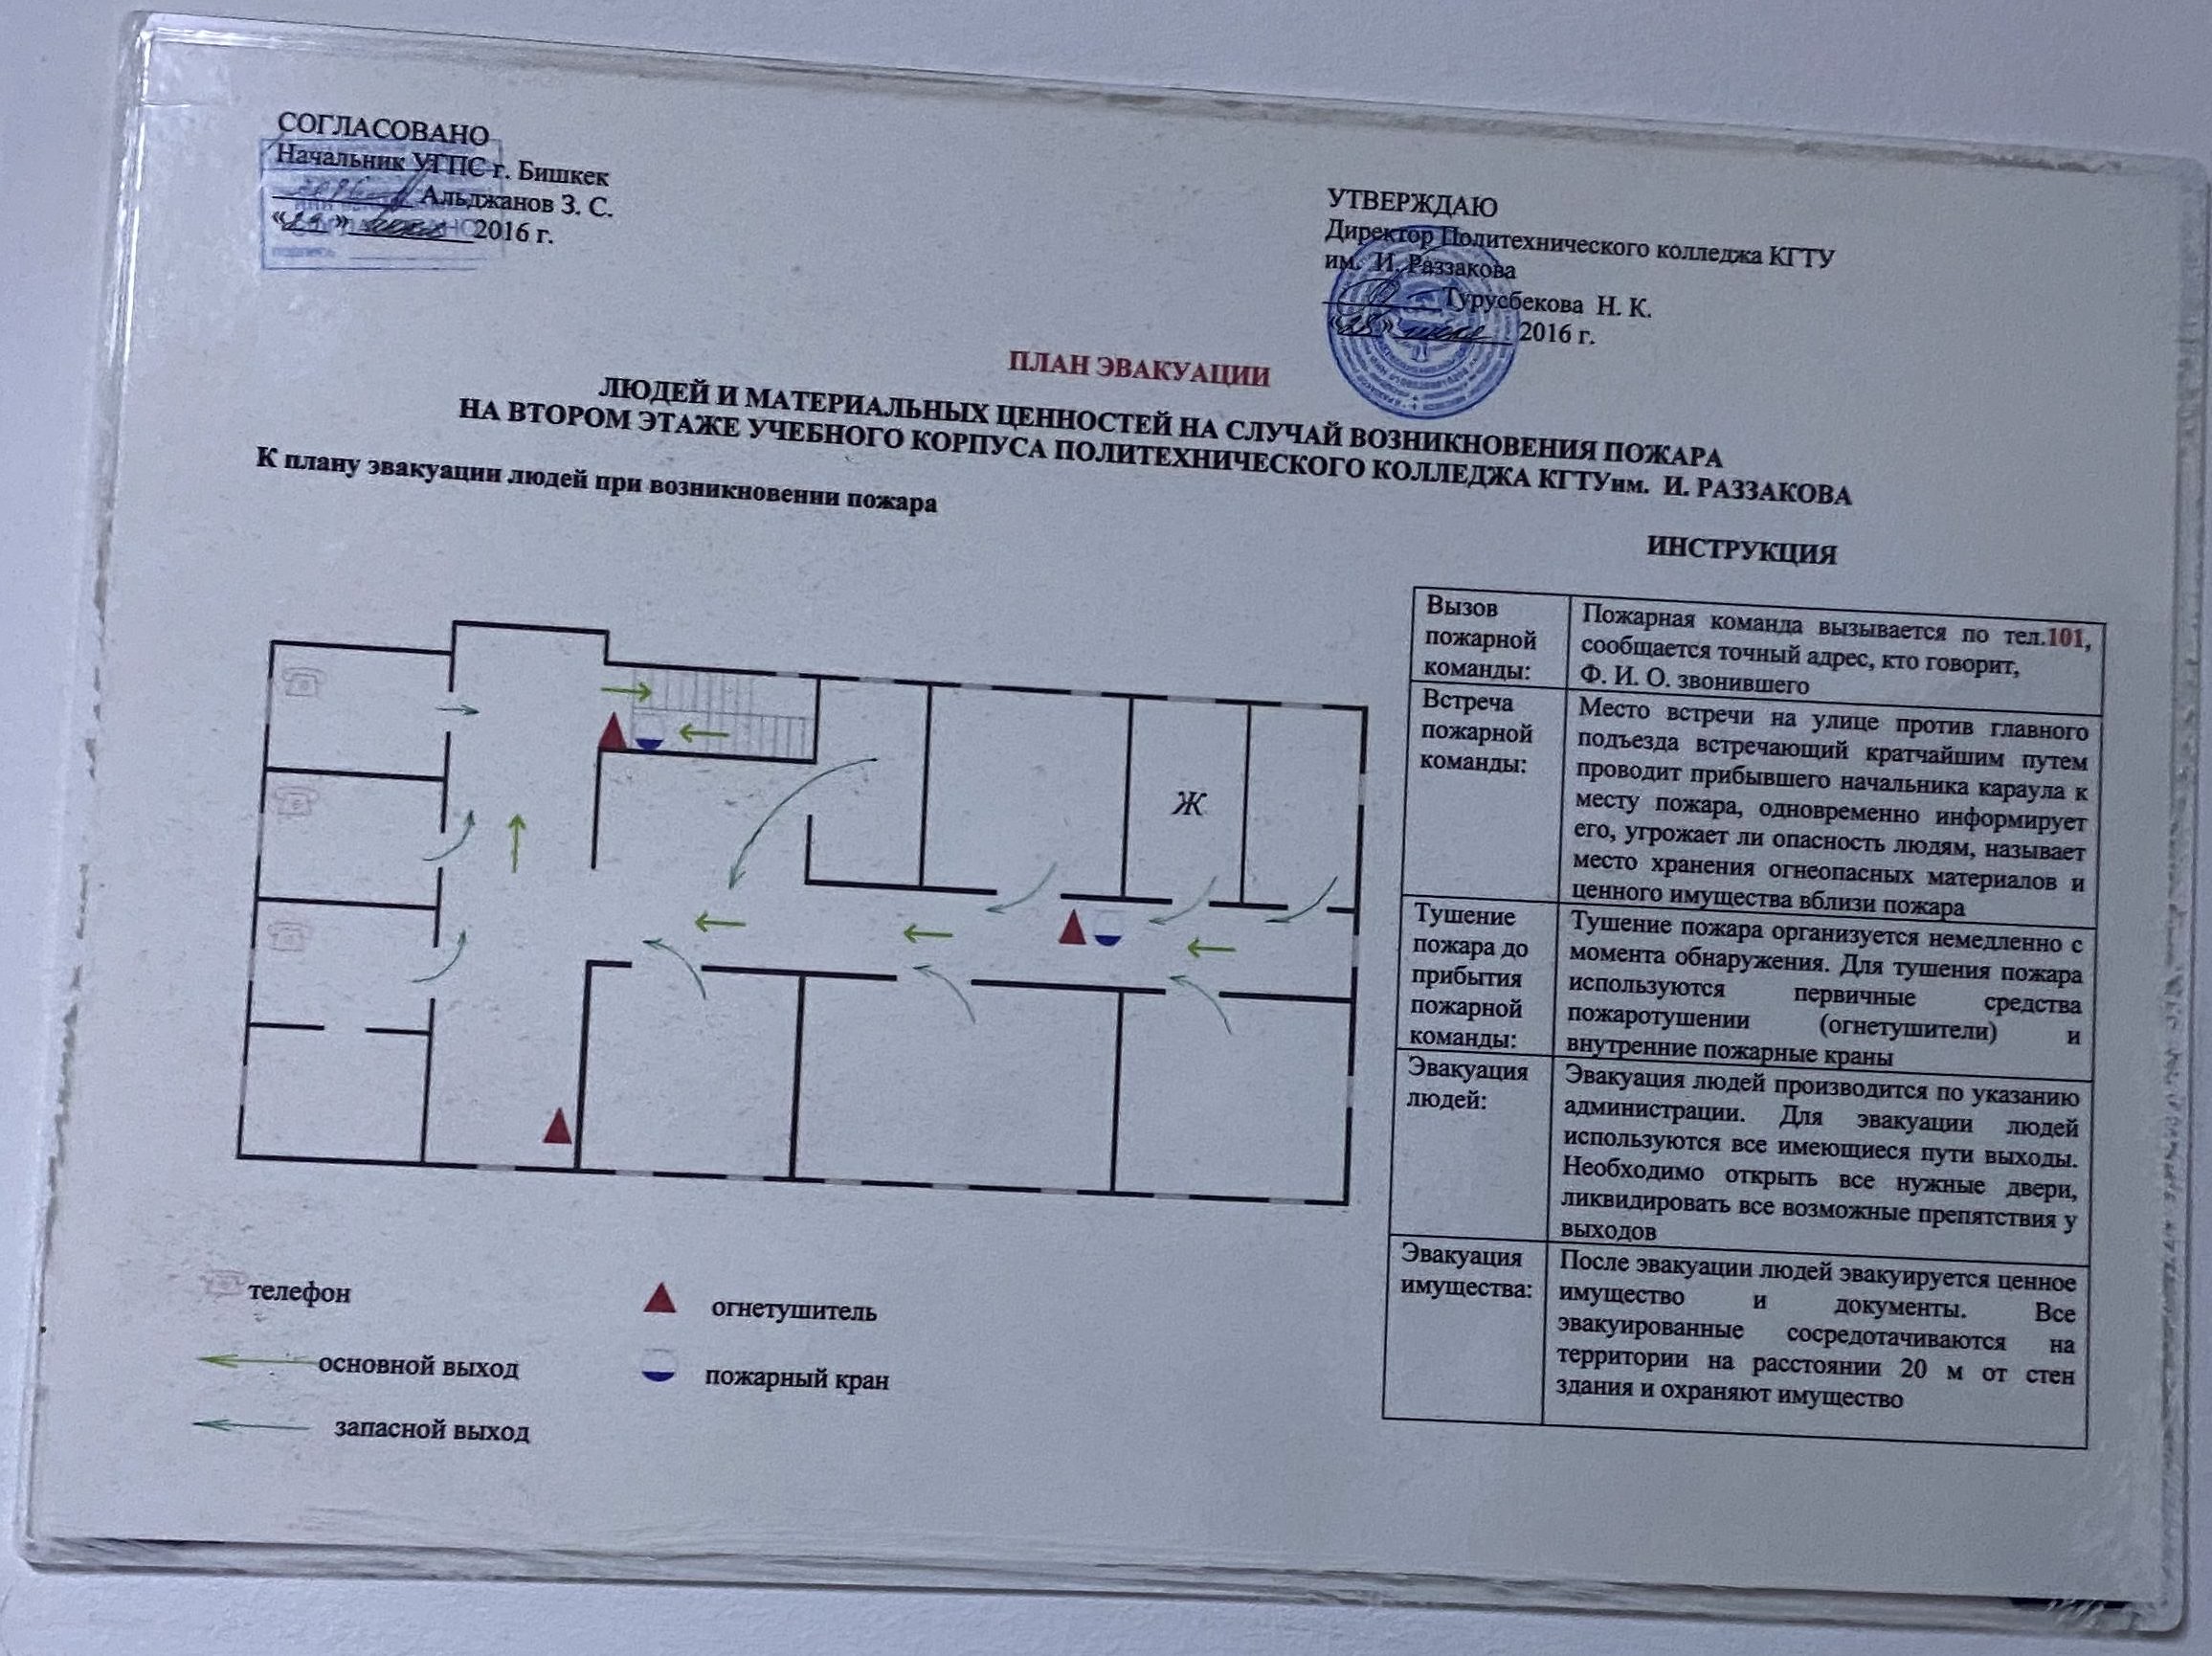 СОГЛАСОВАНО
Начальник УГПС г. Бишкек
Альджанов З. С.
2016 г.
УТВЕРЖДАЮ
Директор Политехнического колледжа КГТУ
им. И. Раззакова
Турусбекова Н. К.
2016 г.
ПЛАН ЭВАКУАЦИИ
ЛЮДЕЙ И МАТЕРИАЛЬНЫХ ЦЕННОСТЕЙ НА СЛУЧАЙ ВОЗНИКНОВЕНИЯ ПОЖАРА
НА ВТОРОМ ЭТАЖЕ УЧЕБНОГО КОРПУСА ПОЛИТЕХНИЧЕСКОГО КОЛЛЕДЖА КГТУим. И. РАЗЗАКОВА
К плану эвакуации людей при возникновении пожара
Ж
телефон
огнетушитель
основной выход
пожарный кран
запасной выход
ИНСТРУКЦИЯ
Вызов
пожарной
команды:
Пожарная команда вызывается по тел.101,
сообщается точный адрес, кто говорит,
Ф. И. О. звонившего
Встреча
пожарной
команды:
Место встречи на улице против главного
подъезда встречающий кратчайшим путем
проводит прибывшего начальника караула к
месту пожара, одновременно информирует
его, угрожает ли опасность людям, называет
место хранения огнеопасных материалов и
ценного имущества вблизи пожара
Тушение
пожара до
прибытия
пожарной
команды:
Тушение пожара организуется немедленно с
момента обнаружения. Для тушения пожара
используются первичные средства
пожаротушении (огнетушители) и
внутренние пожарные краны
Эвакуация
людей:
Эвакуация людей производится по указанию
администрации. Для эвакуации людей
используются все имеющиеся пути выходы.
Необходимо открыть все нужные двери,
ликвидировать все возможные препятствия у
выходов
Эвакуация
имущества:
После эвакуации людей эвакуируется ценное
имущество и документы. Все
эвакуированные сосредотачиваются на
территории на расстоянии 20 м от стен
здания и охраняют имущество